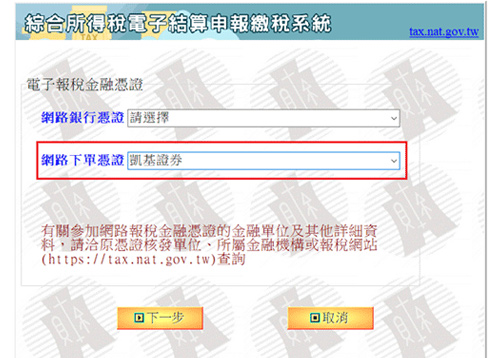 綜合所得稅電子結算申報繳稅系統
tax.nat.gov.tw
電子報稅金融憑證
網路銀行憑證 請選擇
網路下單憑證 凱基證券
有關參加網路報稅金融憑證的金融單位及其他詳細資
料，請洽原憑證核發單位、所屬金融機構或報稅網站
(https://tax.nat.gov.tw)查詢
下一步 取消